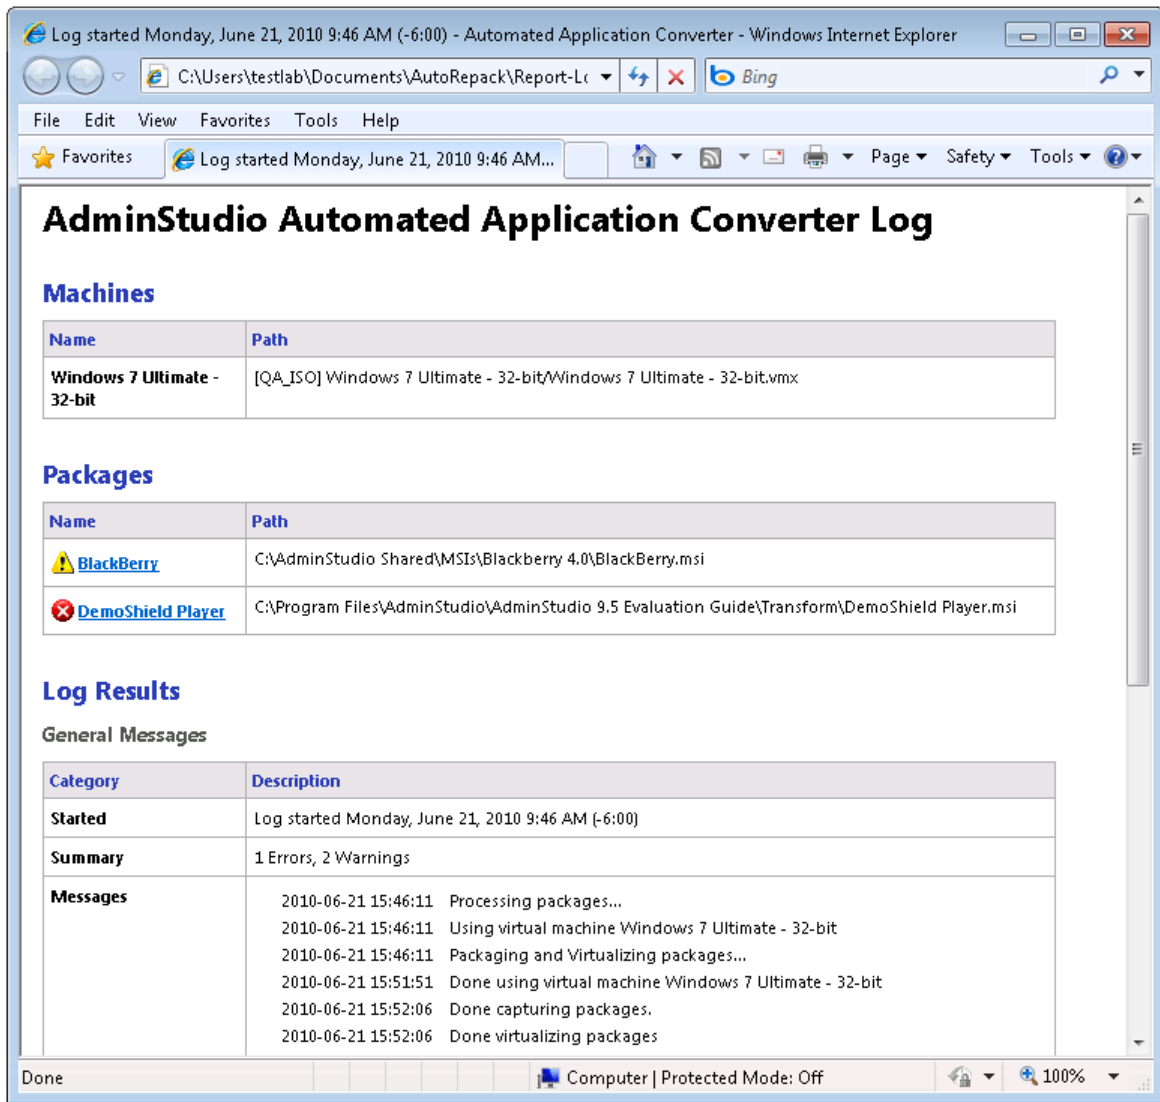 Log started Monday, June 21, 2010 9:46 AM (-6:00) - Automated Application Converter - Windows Internet Explorer
C:\Users\testlab\Documents\AutoRepack\Report-Lo
Bing
File Edit View Favorites Tools Help
Favorites
Log started Monday, June 21, 2010 9:46 AM...
Page Safety Tools
AdminStudio Automated Application Converter Log
Machines
Name Path
Windows 7 Ultimate - [QA_ISO] Windows 7 Ultimate - 32-bit/Windows 7 Ultimate - 32-bit.vmx
32-bit
Packages
Name Path
BlackBerry C:\AdminStudio Shared\MSIs\Blackberry 4.0\BlackBerry.msi
DemoShield Player C:\Program Files\AdminStudio\AdminStudio 9.5 Evaluation Guide\Transform\DemoShield Player.msi
Log Results
General Messages
Category Description
Started Log started Monday, June 21, 2010 9:46 AM (-6:00)
Summary 1 Errors, 2 Warnings
Messages 2010-06-21 15:46:11 Processing packages...
2010-06-21 15:46:11 Using virtual machine Windows 7 Ultimate - 32-bit
2010-06-21 15:46:11 Packaging and Virtualizing packages...
2010-06-21 15:51:51 Done using virtual machine Windows 7 Ultimate - 32-bit
2010-06-21 15:52:06 Done capturing packages.
2010-06-21 15:52:06 Done virtualizing packages
Done Computer | Protected Mode: Off 100%